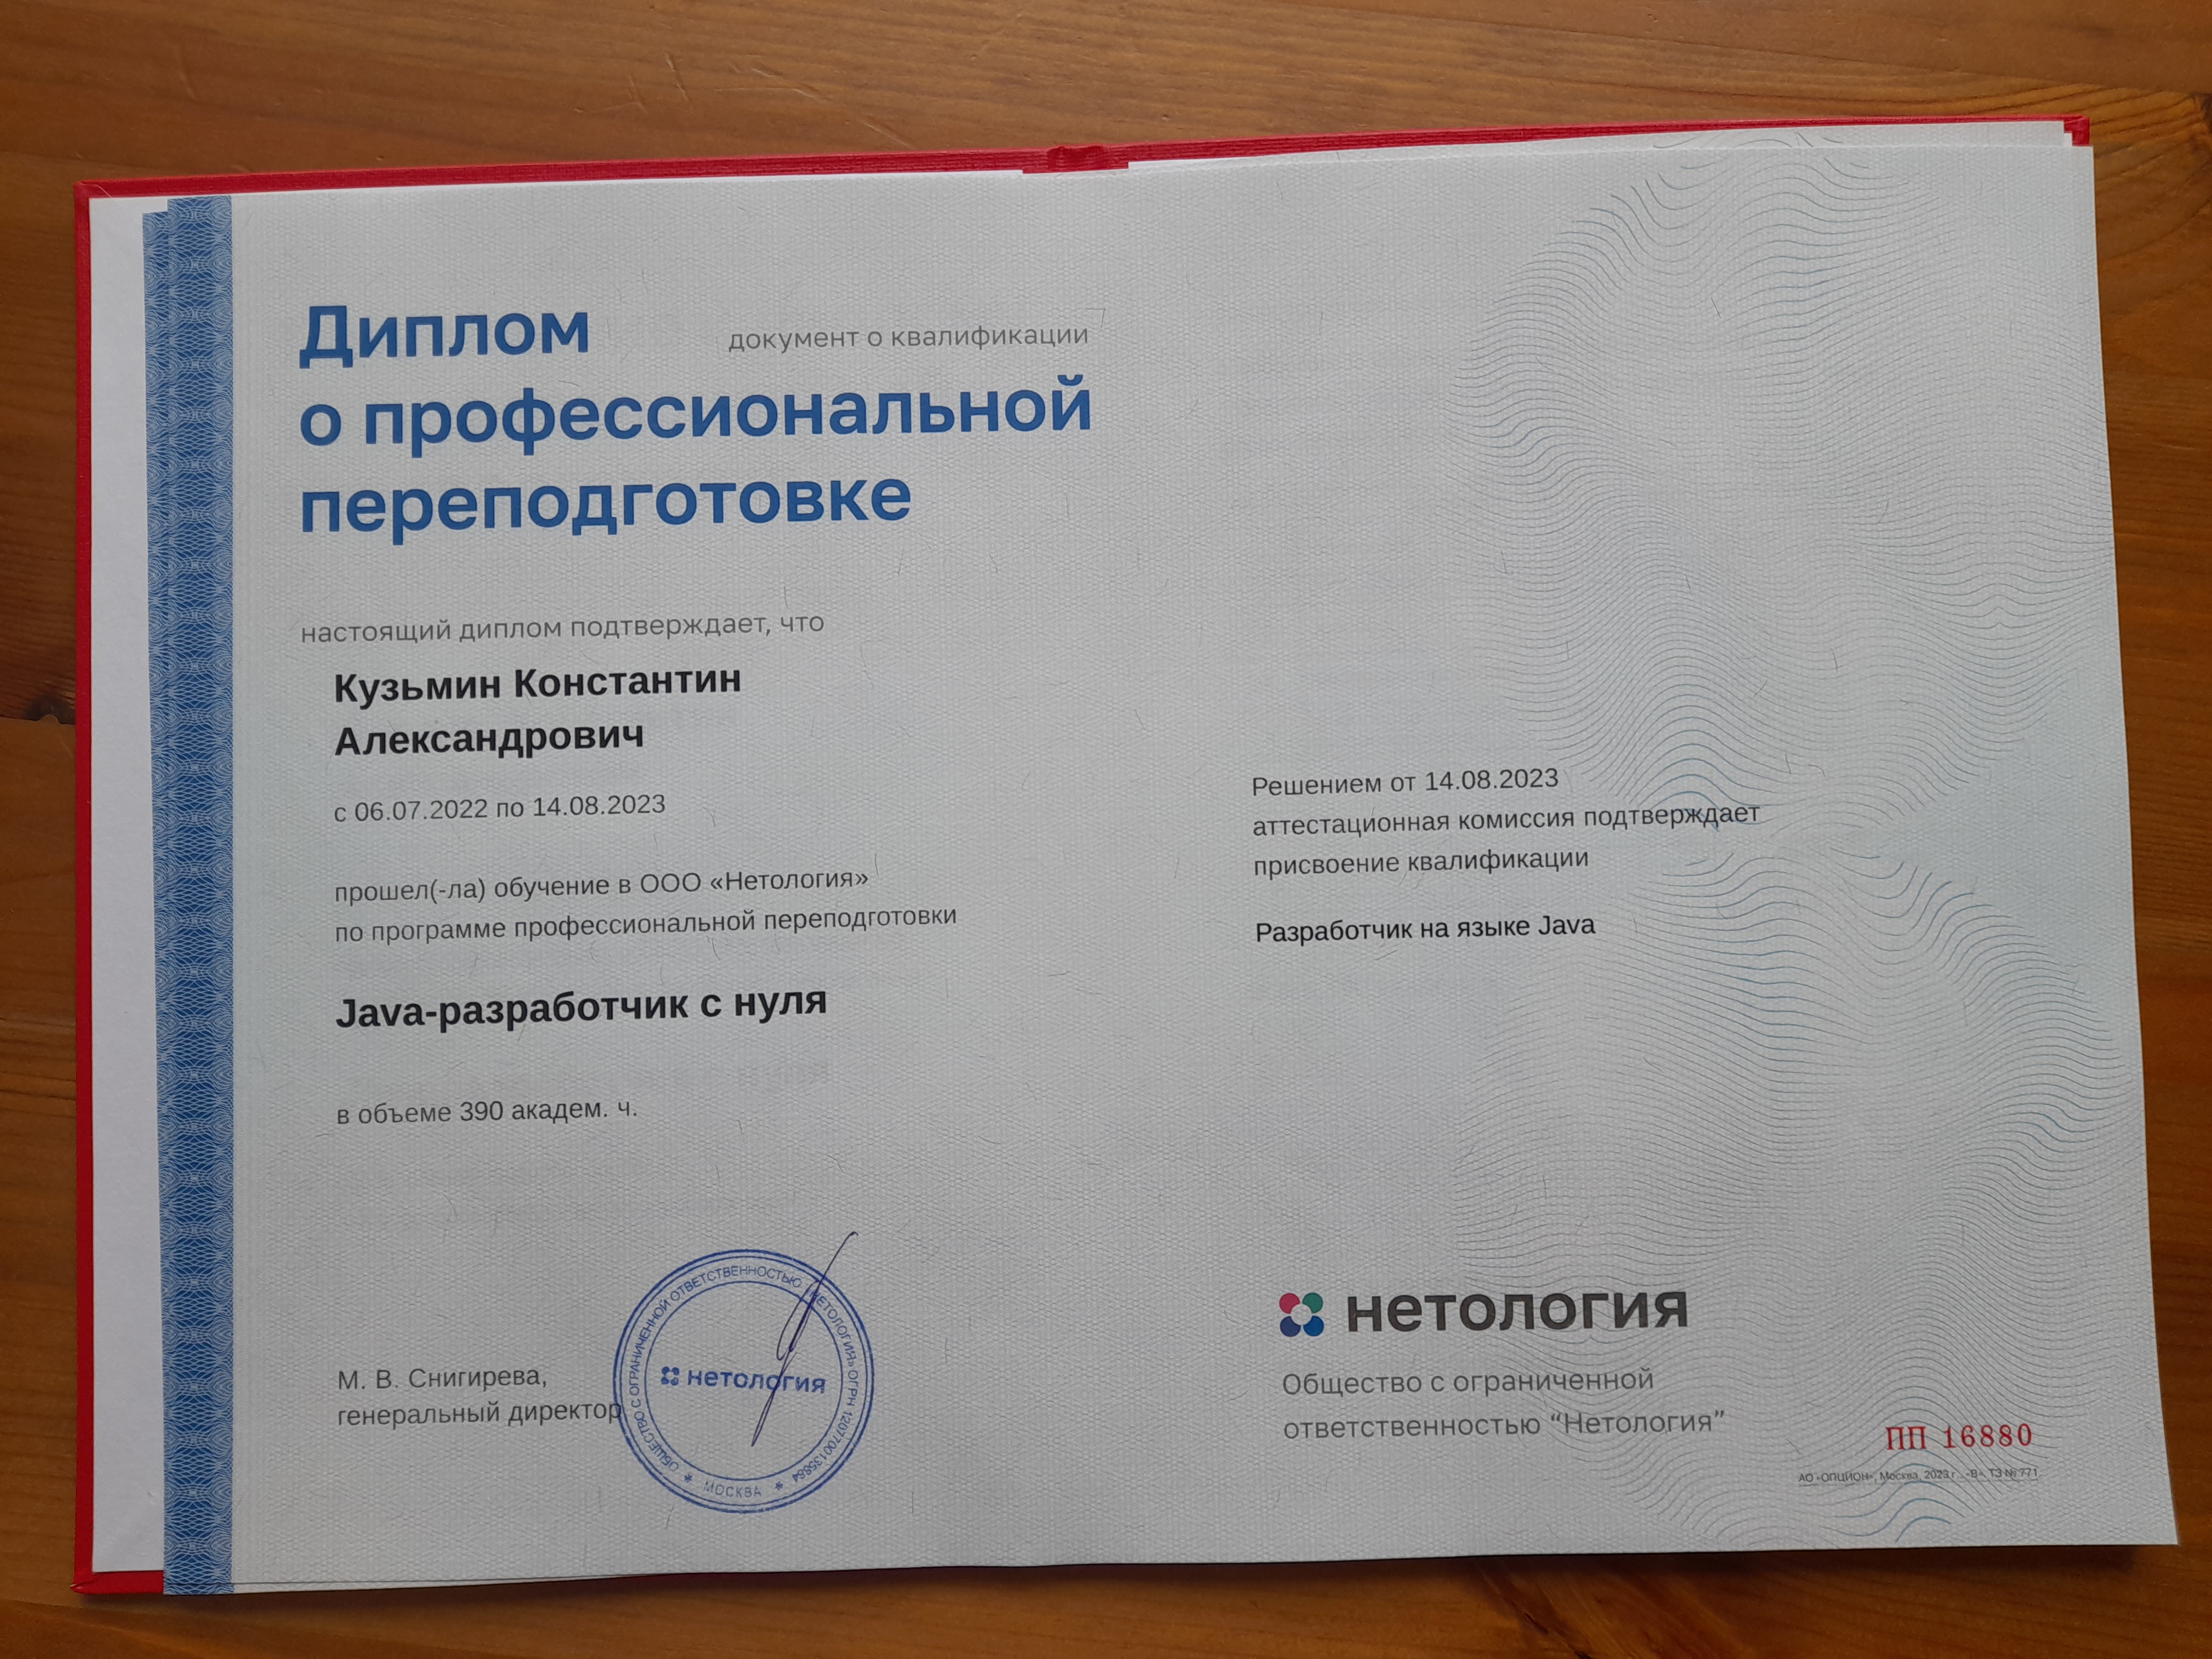 Диплом
документ о квалификации
о профессиональной
переподготовке
настоящий диплом подтверждает, что
Кузьмин Константин
Александрович
с 06.07.2022 по 14.08.2023
прошел(-ла) обучение в ООО «Нетология»
по программе профессиональной переподготовки
Java-разработчик с нуля
в объеме 390 академ. ч.
М. В. Снигирева,
генеральный директор
ОБЩЕСТВО С ОГРАНИЧЕННОЙ ОТВЕТСТВЕННОСТЬЮ «НЕТОЛОГИЯ» ОГРН 1207700135884
* МОСКВА *
нетология
Решением от 14.08.2023
аттестационная комиссия подтверждает
присвоение квалификации
Разработчик на языке Java
нетология
Общество с ограниченной
ответственностью “Нетология”
ПП 16880
АО «ОПЦИОН», Москва, 2023 г., «В», ТЗ № 771.